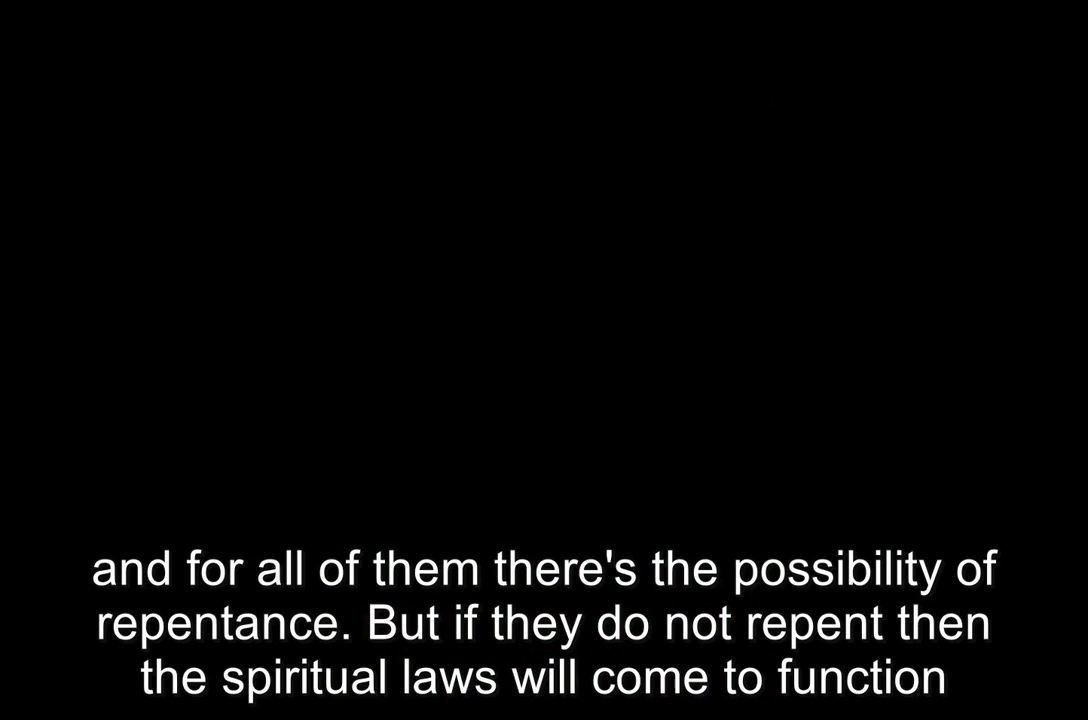 and for all of them there's the possibility of
repentance. But if they do not repent then
the spiritual laws will come to function